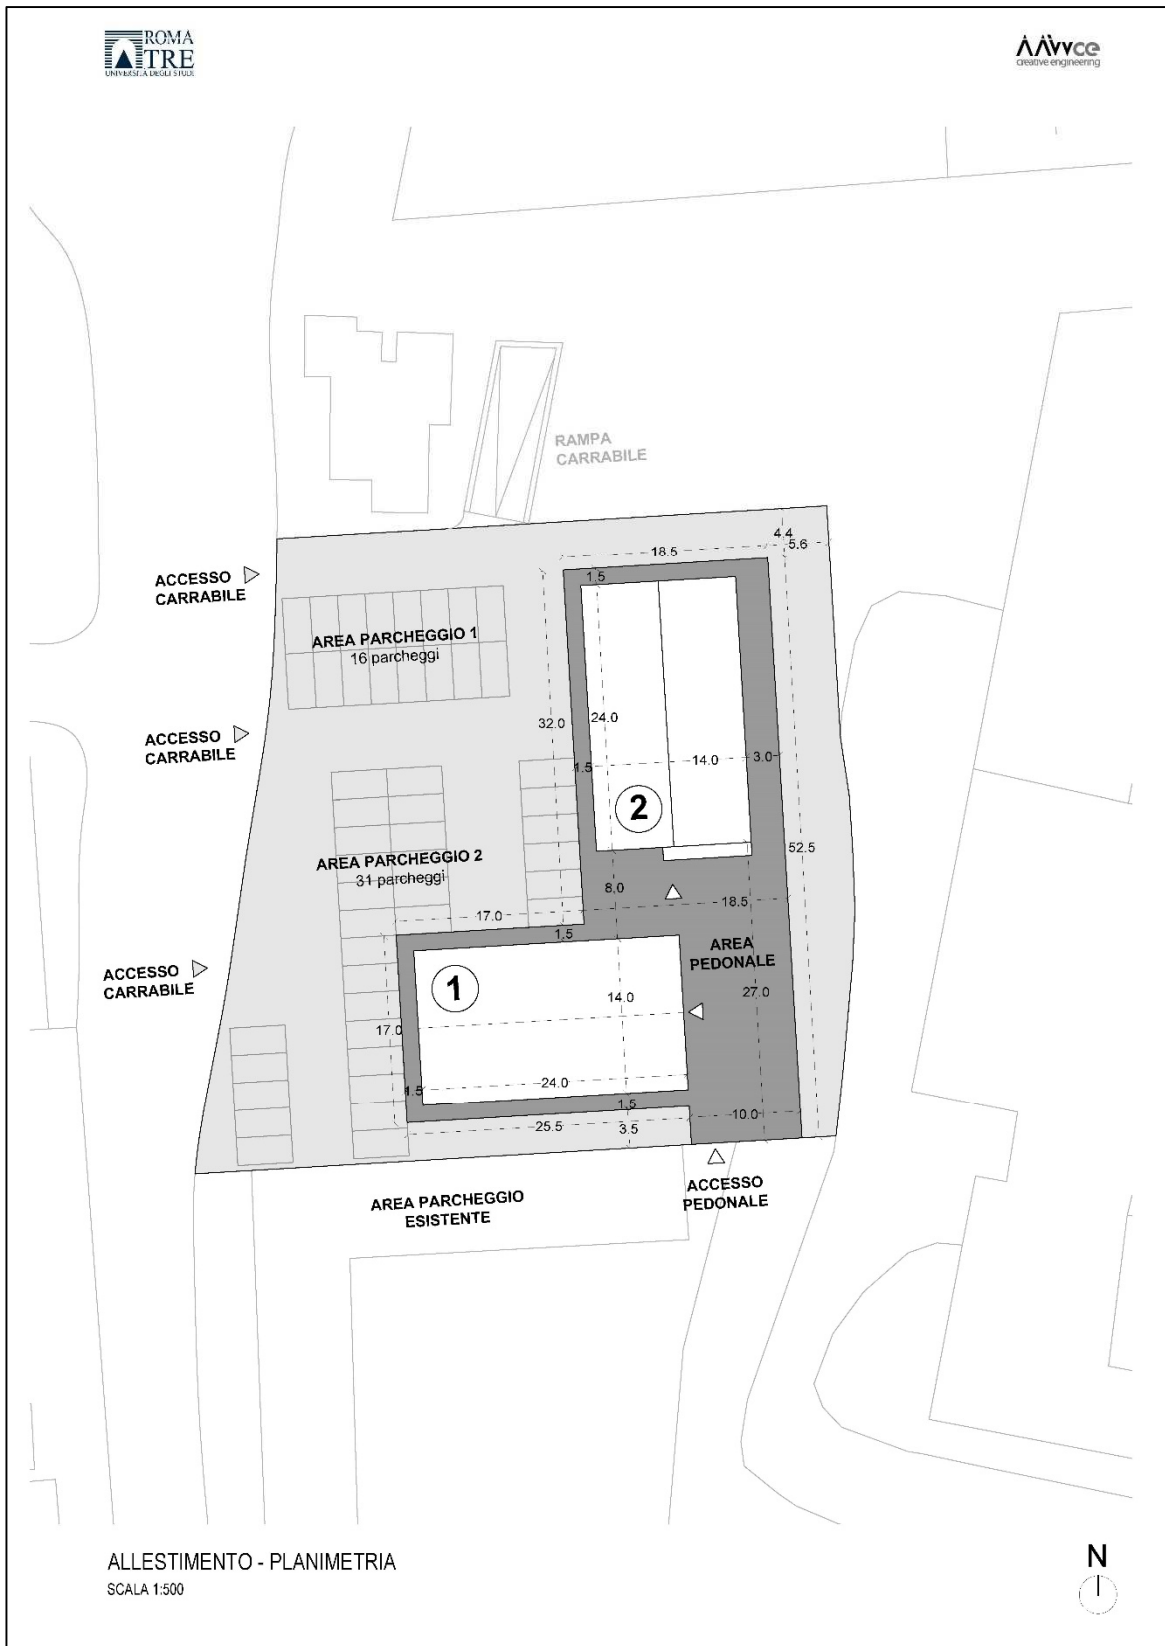 ROMA
TRE
UNIVERSITÀ DEGLI STUDI
creative engineering
RAMPA
CARRABILE
4.4
5.6
18.5
1.5
ACCESSO
CARRABILE
AREA PARCHEGGIO 1
16 parcheggi
32.0
24.0
ACCESSO
CARRABILE
1.5
14.0
3.0
2
52.5
AREA PARCHEGGIO 2
31 parcheggi
8.0
18.5
17.0
1.5
AREA
PEDONALE
ACCESSO
CARRABILE
1
14.0
27.0
17.0
24.0
1.5
1.5
10.0
25.5
3.5
ACCESSO
PEDONALE
AREA PARCHEGGIO
ESISTENTE
ALLESTIMENTO - PLANIMETRIA
SCALA 1:500
N